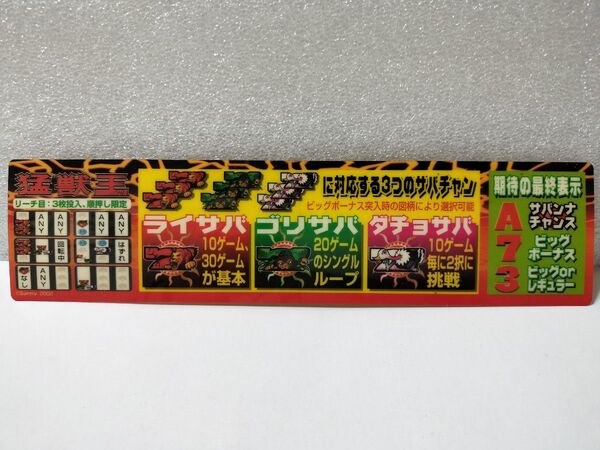 猛獣王
リーチ目:3枚投入、順押し限定
ANY
ANY
ANY
ANY
回転中
はずれ
なし
ANY
ANY
に対応する3つのサバチャン
ビッグボーナス突入時の図柄により選択可能
ライサバ
10ゲーム、
30ゲーム
が基本
ゴリサバ
20ゲーム
のシングル
ループ
ダチョサバ
10ゲーム
毎に2択に
挑戦
期待の最終表示
A サバンナ
チャンス
7 ビッグ
ボーナス
3 ビッグor
レギュラー